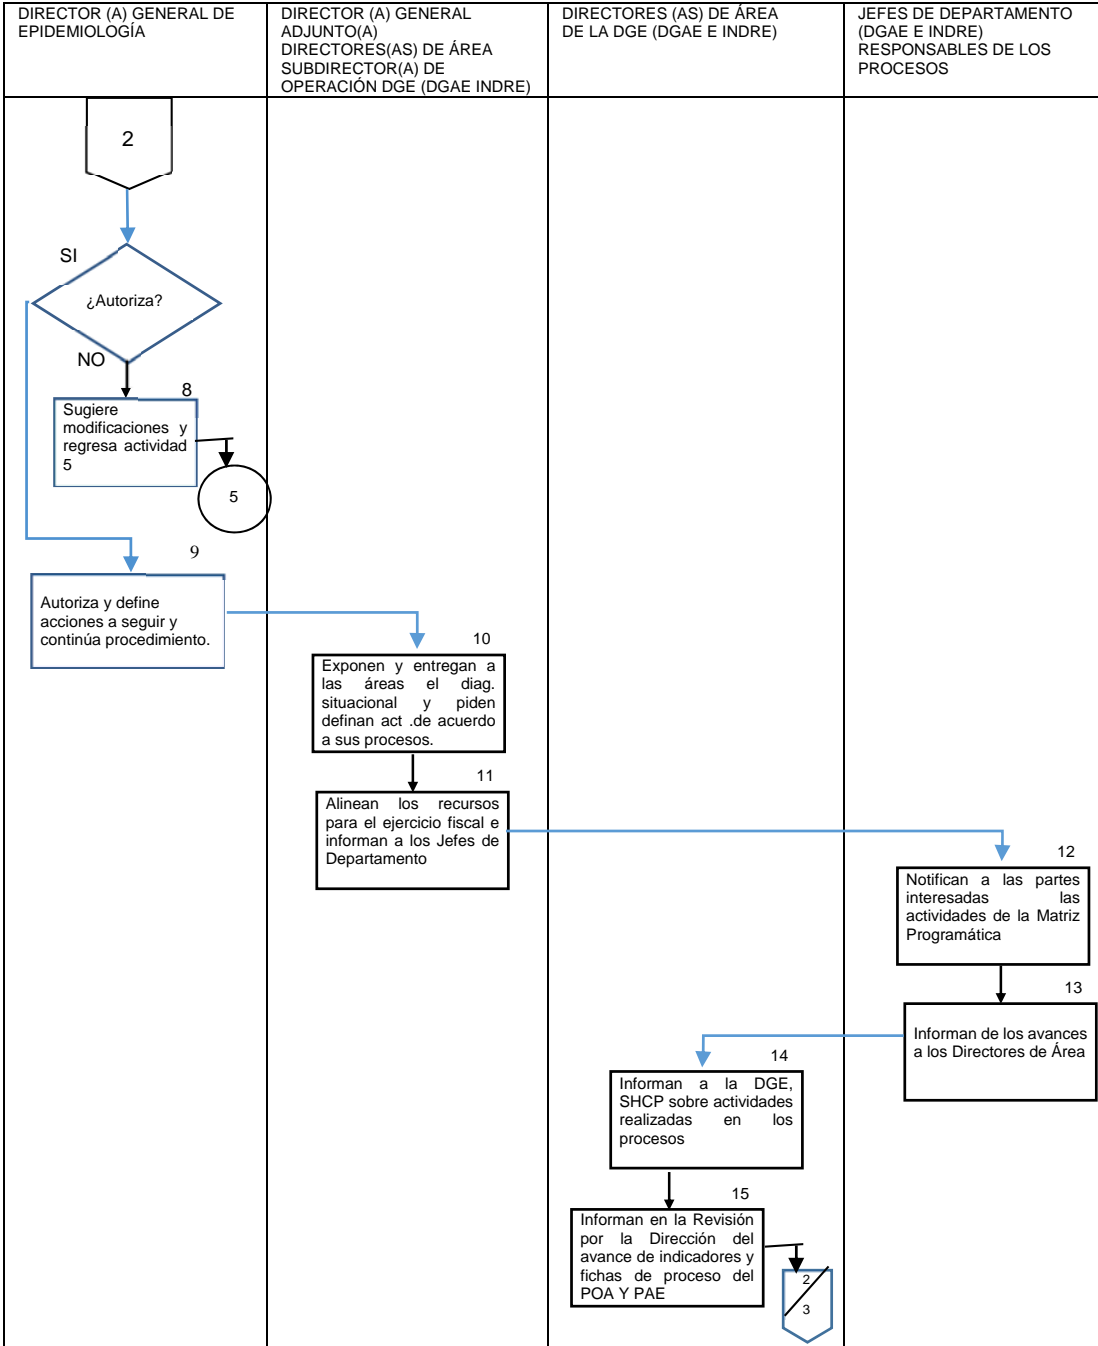 DIRECTOR (A) GENERAL DE
EPIDEMIOLOGÍA
DIRECTOR (A) GENERAL
ADJUNTO(A)
DIRECTORES(AS) DE ÁREA
SUBDIRECTOR(A) DE
OPERACIÓN DGE (DGAE INDRE)
DIRECTORES (AS) DE ÁREA
DE LA DGE (DGAE E INDRE)
JEFES DE DEPARTAMENTO
(DGAE E INDRE)
RESPONSABLES DE LOS
PROCESOS
2
SI
¿Autoriza?
NO
8
Sugiere
modificaciones y
regresa actividad
5
5
9
Autoriza y define
acciones a seguir y
continúa procedimiento.
10
Exponen y entregan a
las áreas el diag.
situacional y piden
definan act .de acuerdo
a sus procesos.
11
Alinean los recursos
para el ejercicio fiscal e
informan a los Jefes de
Departamento
12
Notifican a las partes
interesadas las
actividades de la Matriz
Programática
13
Informan de los avances
a los Directores de Área
14
Informan a la DGE,
SHCP sobre actividades
realizadas en los
procesos
15
Informan en la Revisión
por la Dirección del
avance de indicadores y
fichas de proceso del
POA Y PAE
2
3